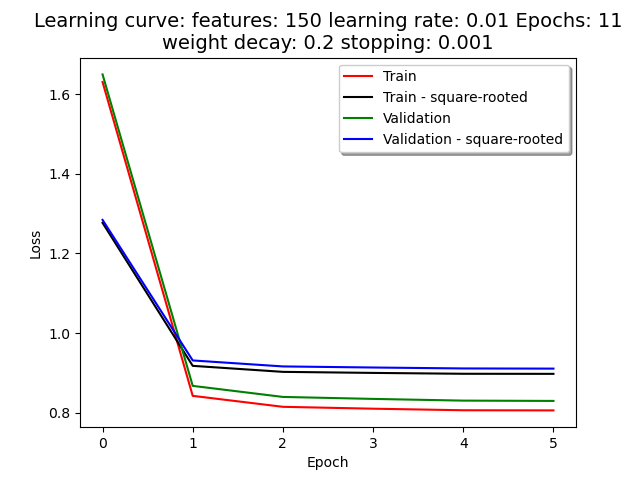 Learning curve: features: 150 learning rate: 0.01 Epochs: 11
weight decay: 0.2 stopping: 0.001
Train
Train - square-rooted
Validation
Validation - square-rooted
1.6
1.4
1.2
1.0
0.8
Loss
0 1 2 3 4 5
Epoch